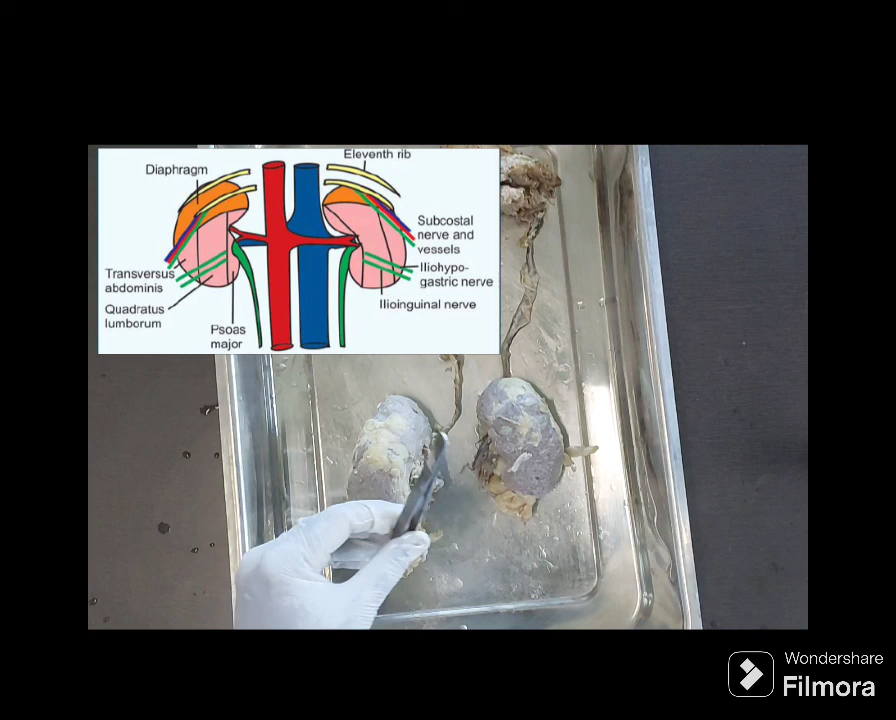 Eleventh rib
Diaphragm
Subcostal
nerve and
vessels
Iliohypo-
gastric nerve
Transversus
abdominis
Ilioinguinal nerve
Quadratus
lumborum
Psoas
major
Wondershare
Filmora